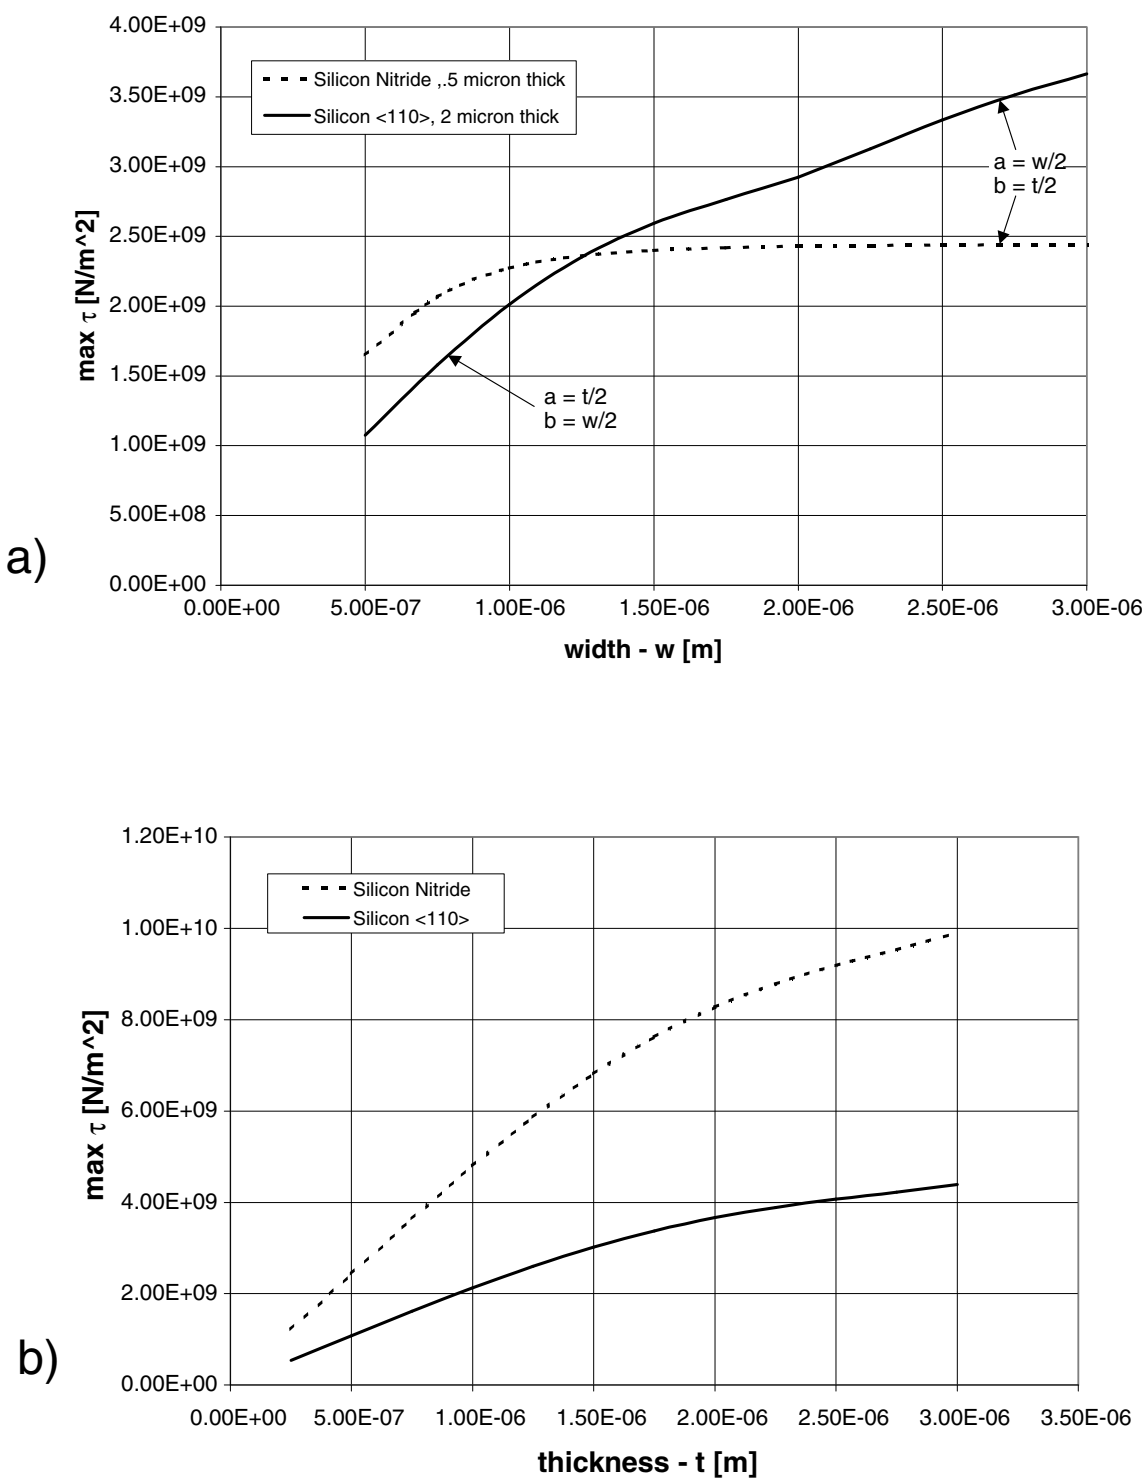 4.00E+09
3.50E+09
3.00E+09
2.50E+09
2.00E+09
1.50E+09
1.00E+09
5.00E+08
0.00E+00
max τ [N/m^2]
Silicon Nitride ,.5 micron thick
Silicon <110>, 2 micron thick
a = w/2
b = t/2
a = t/2
b = w/2
a)
0.00E+00 5.00E-07 1.00E-06 1.50E-06 2.00E-06 2.50E-06 3.00E-06
width - w [m]
1.20E+10
1.00E+10
8.00E+09
6.00E+09
4.00E+09
2.00E+09
0.00E+00
max τ [N/m^2]
Silicon Nitride
Silicon <110>
b)
0.00E+00 5.00E-07 1.00E-06 1.50E-06 2.00E-06 2.50E-06 3.00E-06 3.50E-06
thickness - t [m]